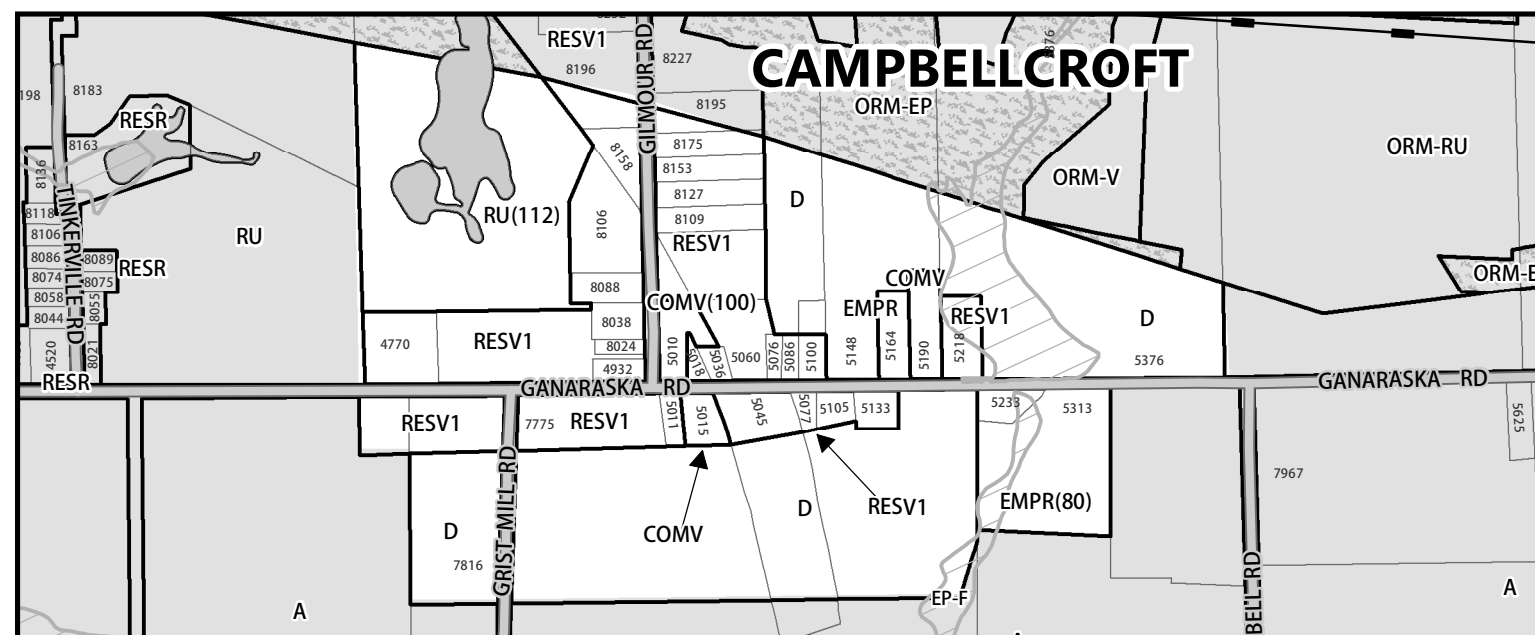 RESV1
8196
8227
CAMPBELLCROFT
8376
198
8183
RESR
8163
8136
GILMOUR RD
8195
8175
8158
8153
8127
8109
RESV1
ORM-EP
ORM-V
ORM-RU
D
TINKERVILLE RD
8118
8106
8086
8074
8058
8044
4520
RESR
8089
8075
8055
8021
RESR
RU
RU(112)
8106
8088
8038
8024
4932
COMV(100)
COMV
EMPR
RESV1
ORM-E
D
4770
RESV1
5010
5018
5036
5060
5076
5086
5100
5148
5164
5190
5218
5376
GANARASKA RD
GANARASKA RD
RESV1
7775
RESV1
5011
5015
5045
5077
5105
5133
5233
5313
5625
7967
GRIST MILL RD
D
7816
COMV
D
RESV1
EMPR(80)
EP-F
BELL RD
A
A